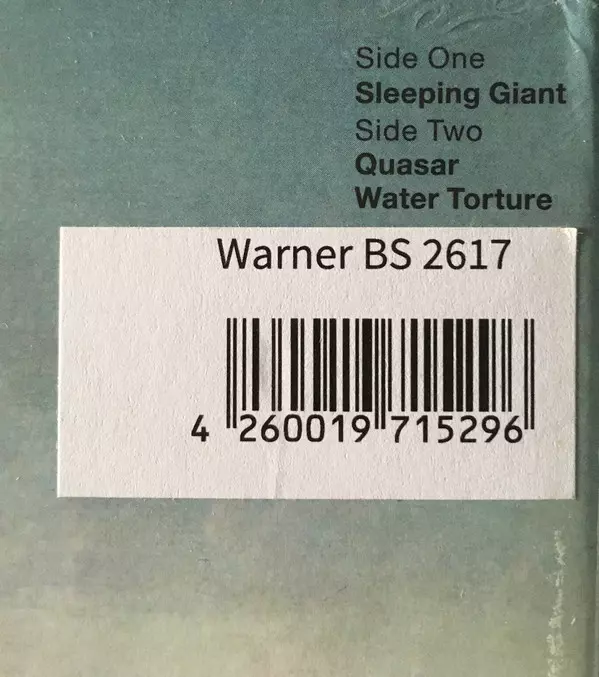 Side One
Sleeping Giant
Side Two
Quasar
Water Torture
Warner BS 2617
4 260019 715296